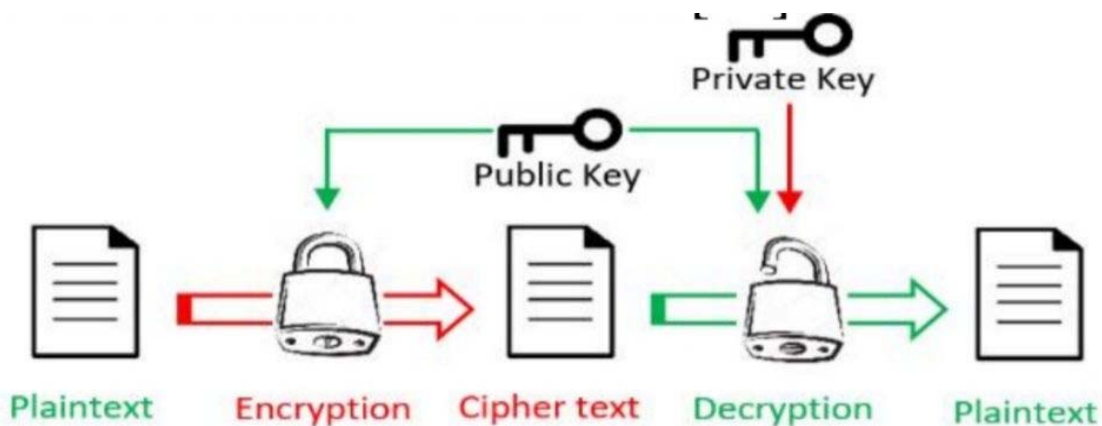 Private Key
Public Key
Plaintext Encryption Cipher text Decryption Plaintext